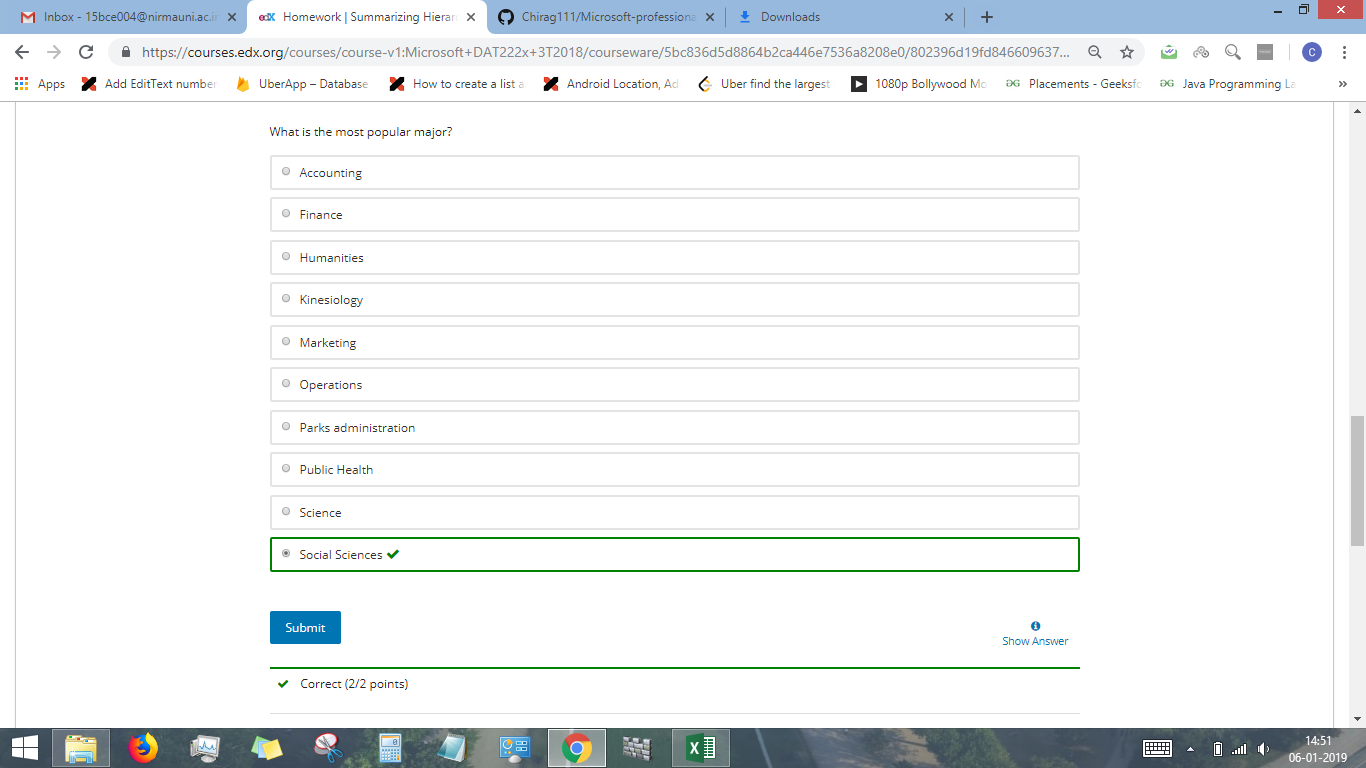 Inbox - 15bce004@nirmauni.ac.in
edX Homework | Summarizing Hierarc
Chirag111/Microsoft-professiona
Downloads
https://courses.edx.org/courses/course-v1:Microsoft+DAT222x+3T2018/courseware/5bc836d5d8864b2ca446e7536a8208e0/802396d19fd846609637...
C
Apps
Add EditText number
UberApp – Database
How to create a list a
Android Location, Ad
Uber find the largest
1080p Bollywood Mo
Placements - Geeksfo
Java Programming La
»
What is the most popular major?
Accounting
Finance
Humanities
Kinesiology
Marketing
Operations
Parks administration
Public Health
Science
Social Sciences
Submit
Show Answer
Correct (2/2 points)
14:51
06-01-2019